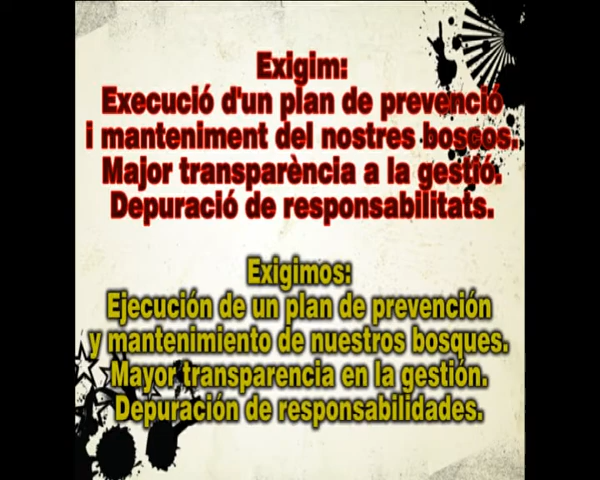 Exigim:
Execució d'un plan de prevenció
i manteniment del nostres boscos.
Major transparència a la gestió.
Depuració de responsabilitats.
Exigimos:
Ejecución de un plan de prevención
y mantenimiento de nuestros bosques.
Mayor transparencia en la gestión.
Depuración de responsabilidades.